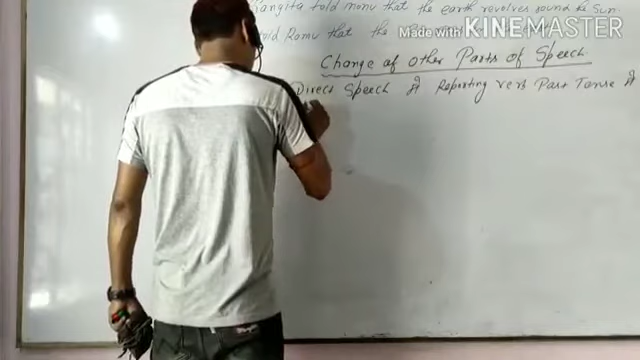 Sangita told monu that the earth revolves round the Sun.
told Ramu that the
Made with KINEMASTER
Change of other Parts of Speech
Direct Speech में Reporting verb Past Tense में